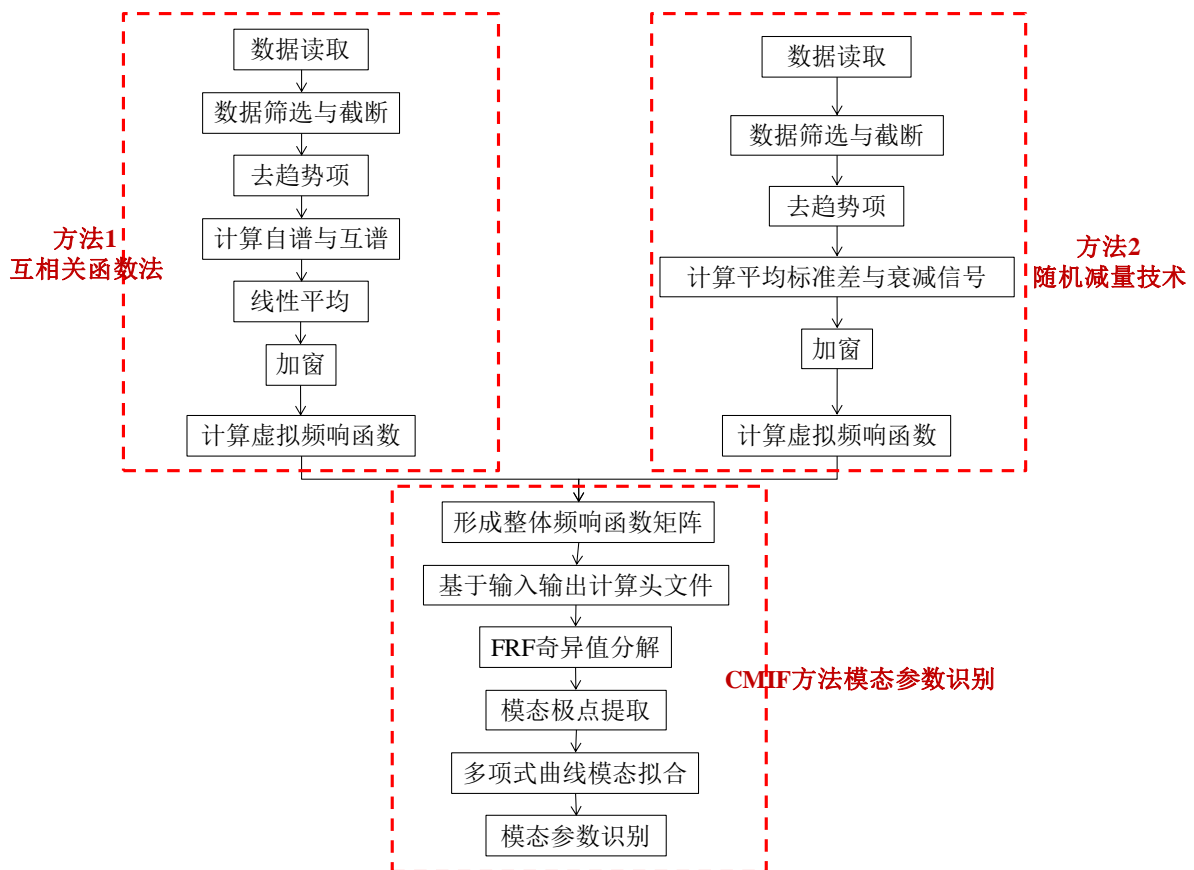 数据读取
数据筛选与截断
去趋势项
计算自谱与互谱
线性平均
加窗
计算虚拟频响函数
方法1
互相关函数法
数据读取
数据筛选与截断
去趋势项
计算平均标准差与衰减信号
加窗
计算虚拟频响函数
方法2
随机减量技术
形成整体频响函数矩阵
基于输入输出计算头文件
FRF奇异值分解
模态极点提取
多项式曲线模态拟合
模态参数识别
CMIF方法模态参数识别